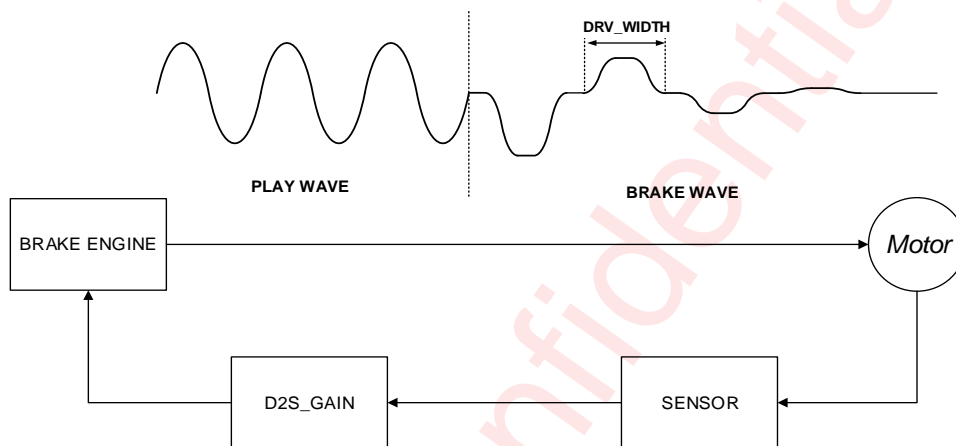 DRV_WIDTH
PLAY WAVE
BRAKE WAVE
BRAKE ENGINE
Motor
D2S_GAIN
SENSOR